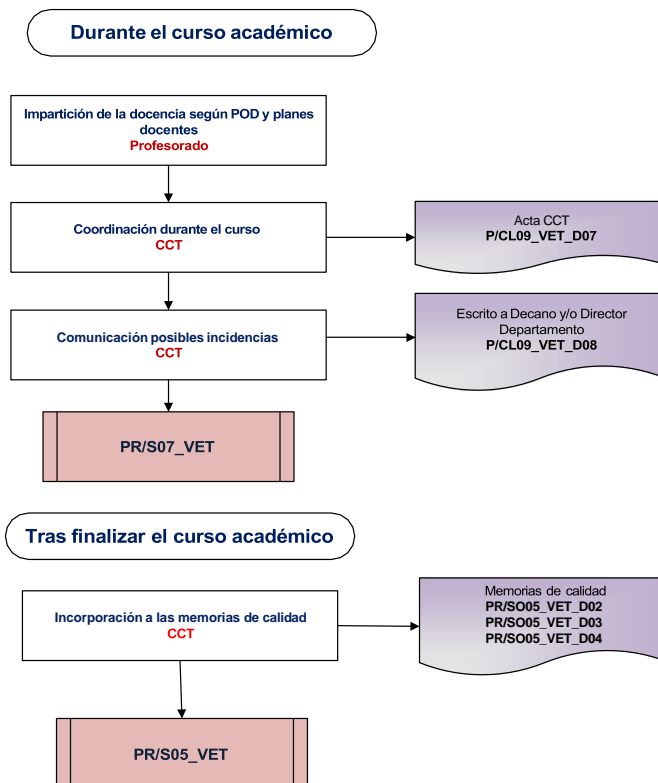 Durante el curso académico
Impartición de la docencia según POD y planes
docentes
Profesorado
Coordinación durante el curso
CCT
Acta CCT
P/CL09_VET_D07
Comunicación posibles incidencias
CCT
Escrito a Decano y/o Director
Departamento
P/CL09_VET_D08
PR/S07_VET
Tras finalizar el curso académico
Incorporación a las memorias de calidad
CCT
Memorias de calidad
PR/SO05_VET_D02
PR/SO05_VET_D03
PR/SO05_VET_D04
PR/S05_VET